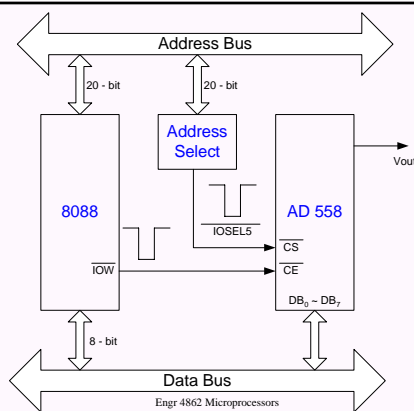 Address Bus
20 - bit
20 - bit
Address
Select
Vout
8088
IOSEL5
AD 558
CS
IOW
CE
DB0 ~ DB7
8 - bit
Data Bus
Engr 4862 Microprocessors